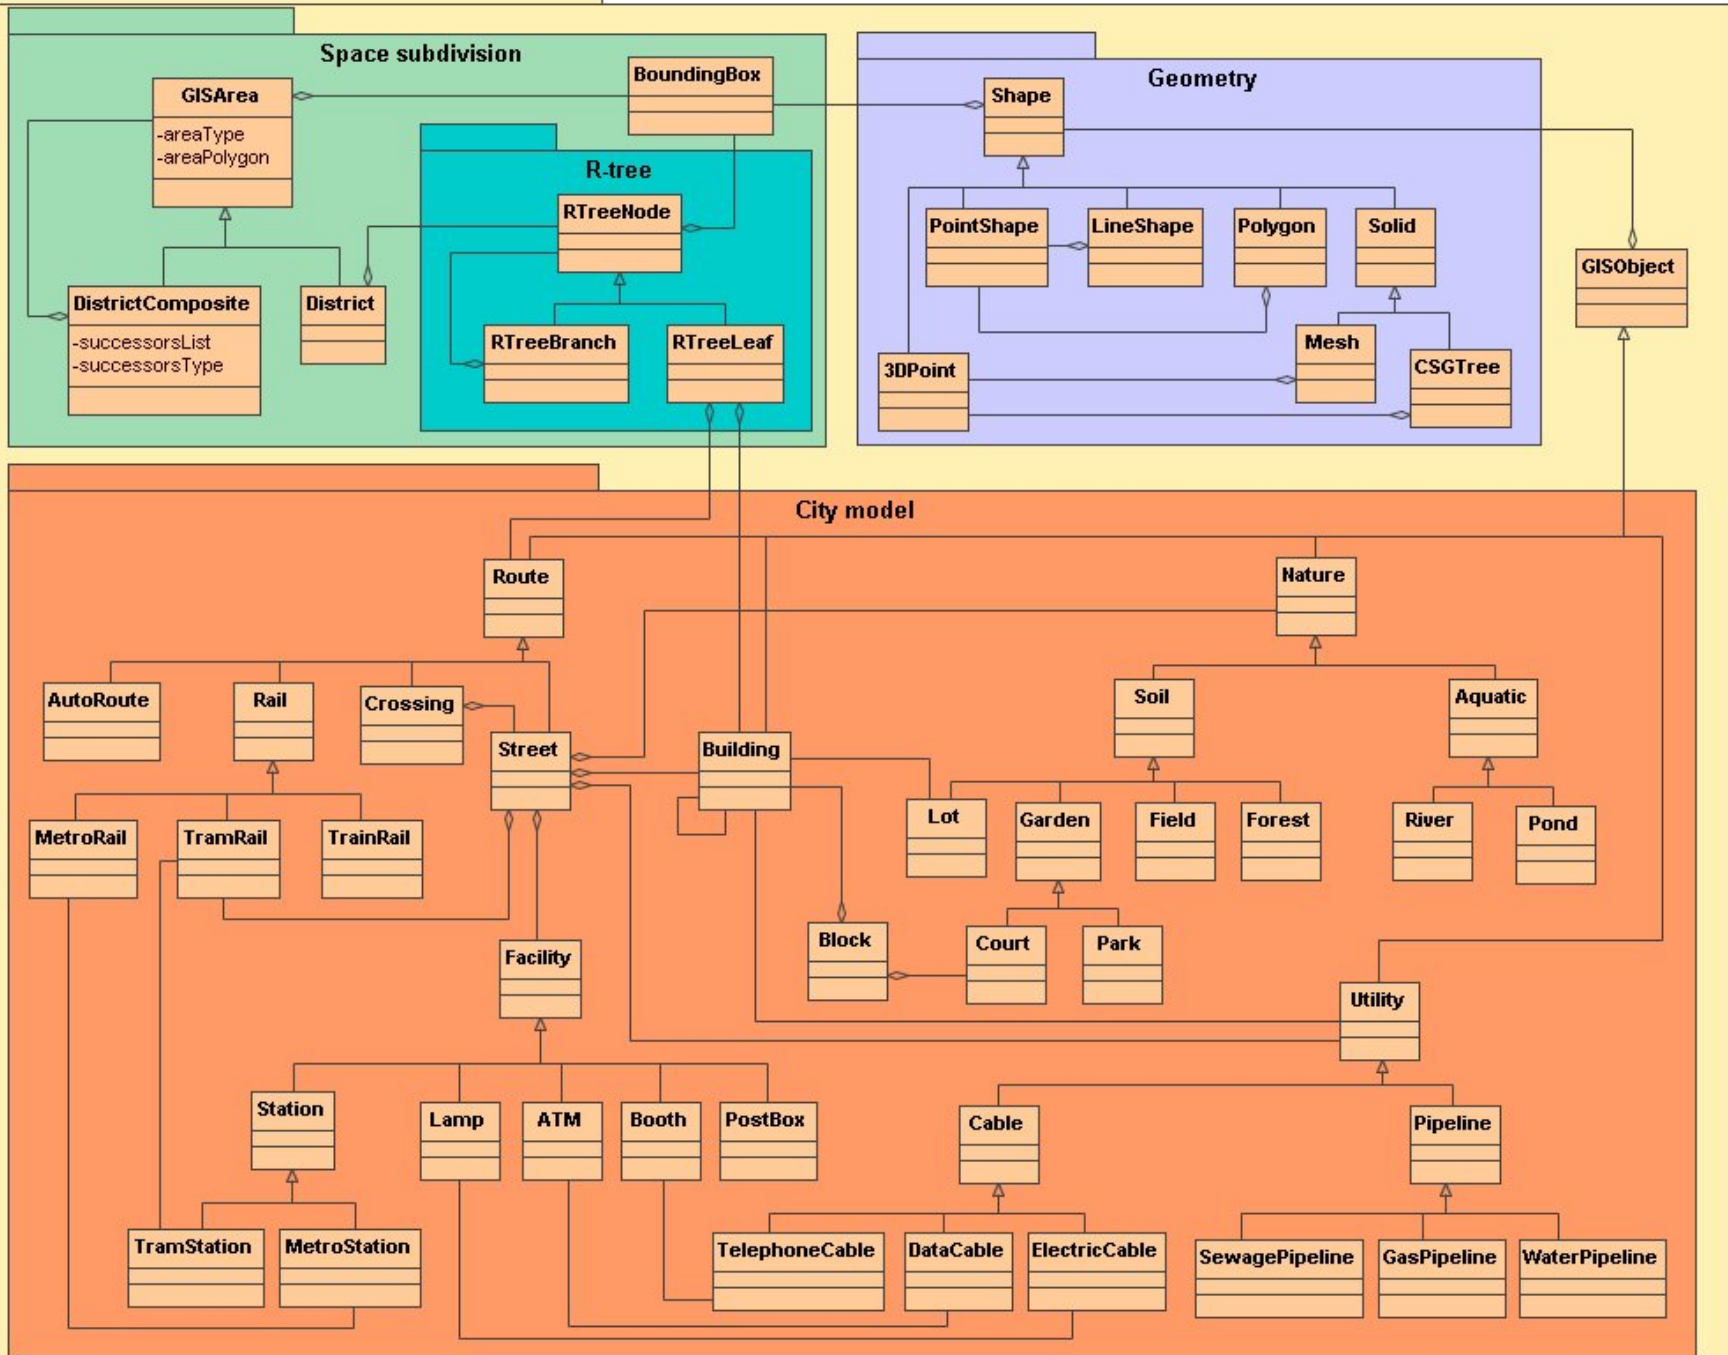 Space subdivision
GISArea
-areaType
-areaPolygon
BoundingBox
R-tree
RTreeNode
DistrictComposite
-successorsList
-successorsType
District
RTreeBranch
RTreeLeaf
Geometry
Shape
PointShape
LineShape
Polygon
Solid
3DPoint
Mesh
CSGTree
GISObject
City model
Route
Nature
AutoRoute
Rail
Crossing
Street
Building
Soil
Aquatic
MetroRail
TramRail
TrainRail
Lot
Garden
Field
Forest
River
Pond
Facility
Block
Court
Park
Utility
Station
Lamp
ATM
Booth
PostBox
Cable
Pipeline
TramStation
MetroStation
TelephoneCable
DataCable
ElectricCable
SewagePipeline
GasPipeline
WaterPipeline